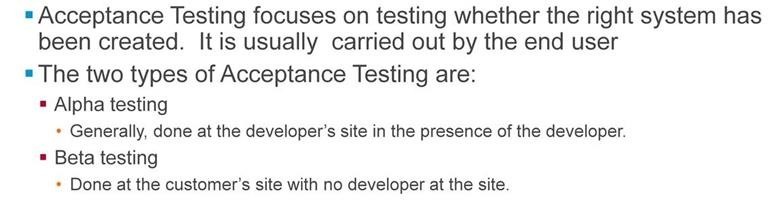 ▪ Acceptance Testing focuses on testing whether the right system has
been created.  It is usually  carried out by the end user
▪ The two types of Acceptance Testing are:
▪ Alpha testing
• Generally, done at the developer's site in the presence of the developer.
▪ Beta testing
• Done at the customer's site with no developer at the site.